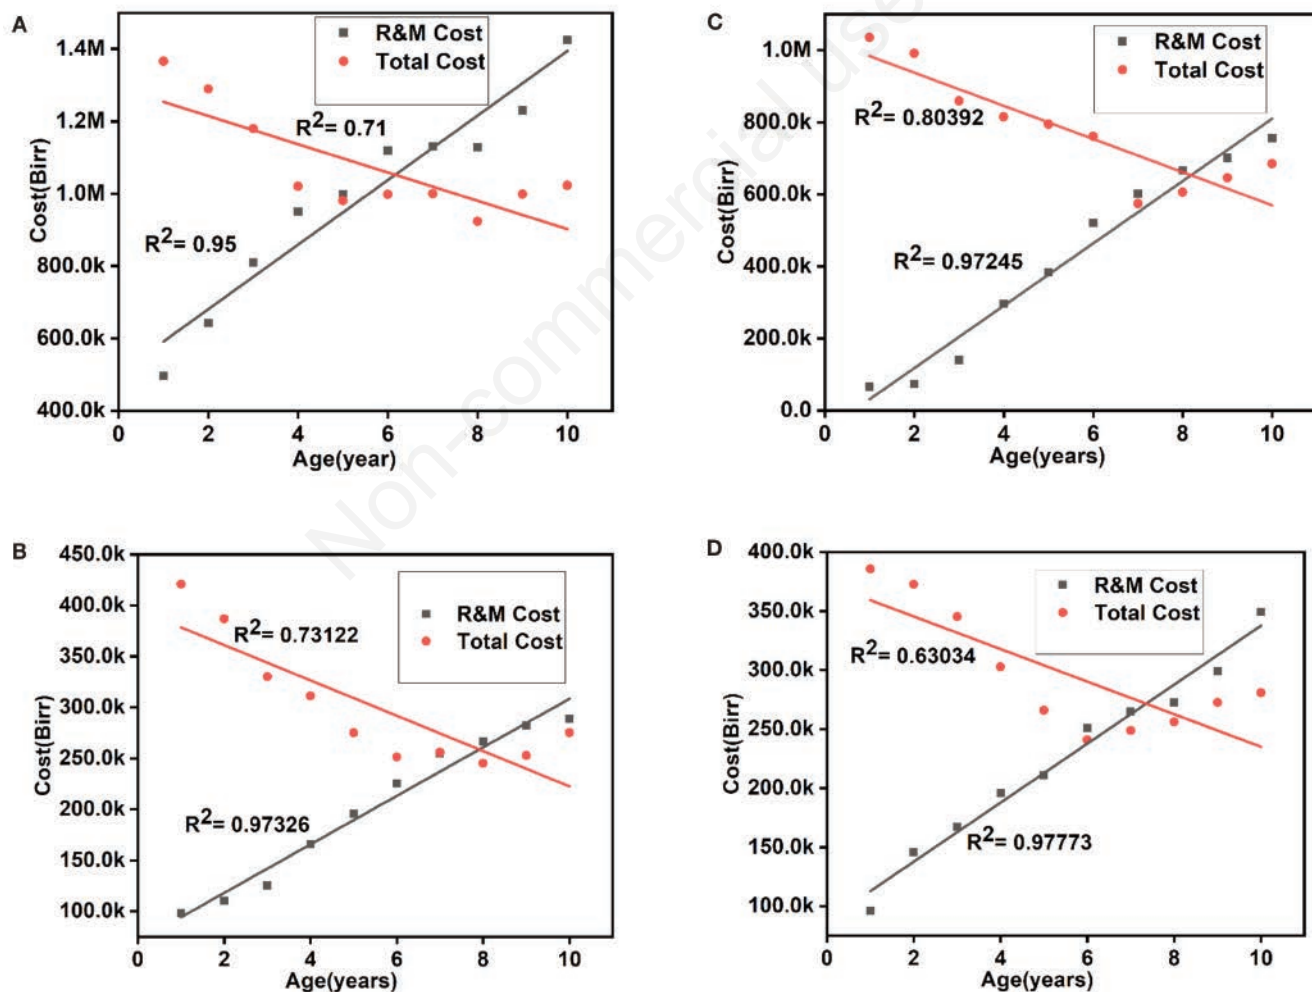 A
R&M Cost
Total Cost
R2= 0.71
R2= 0.95
Cost(Birr)
1.4M
1.2M
1.0M
800.0k
600.0k
400.0k
0 2 4 6 8 10
Age(year)
C
R&M Cost
Total Cost
R2= 0.80392
R2= 0.97245
Cost(Birr)
1.0M
800.0k
600.0k
400.0k
200.0k
0.0
0 2 4 6 8 10
Age(years)
B
R&M Cost
Total Cost
R2= 0.73122
R2= 0.97326
Cost(Birr)
450.0k
400.0k
350.0k
300.0k
250.0k
200.0k
150.0k
100.0k
0 2 4 6 8 10
Age(years)
D
R&M Cost
Total Cost
R2= 0.63034
R2= 0.97773
Cost(Birr)
400.0k
350.0k
300.0k
250.0k
200.0k
150.0k
100.0k
0 2 4 6 8 10
Age(years)
Non-commercial use